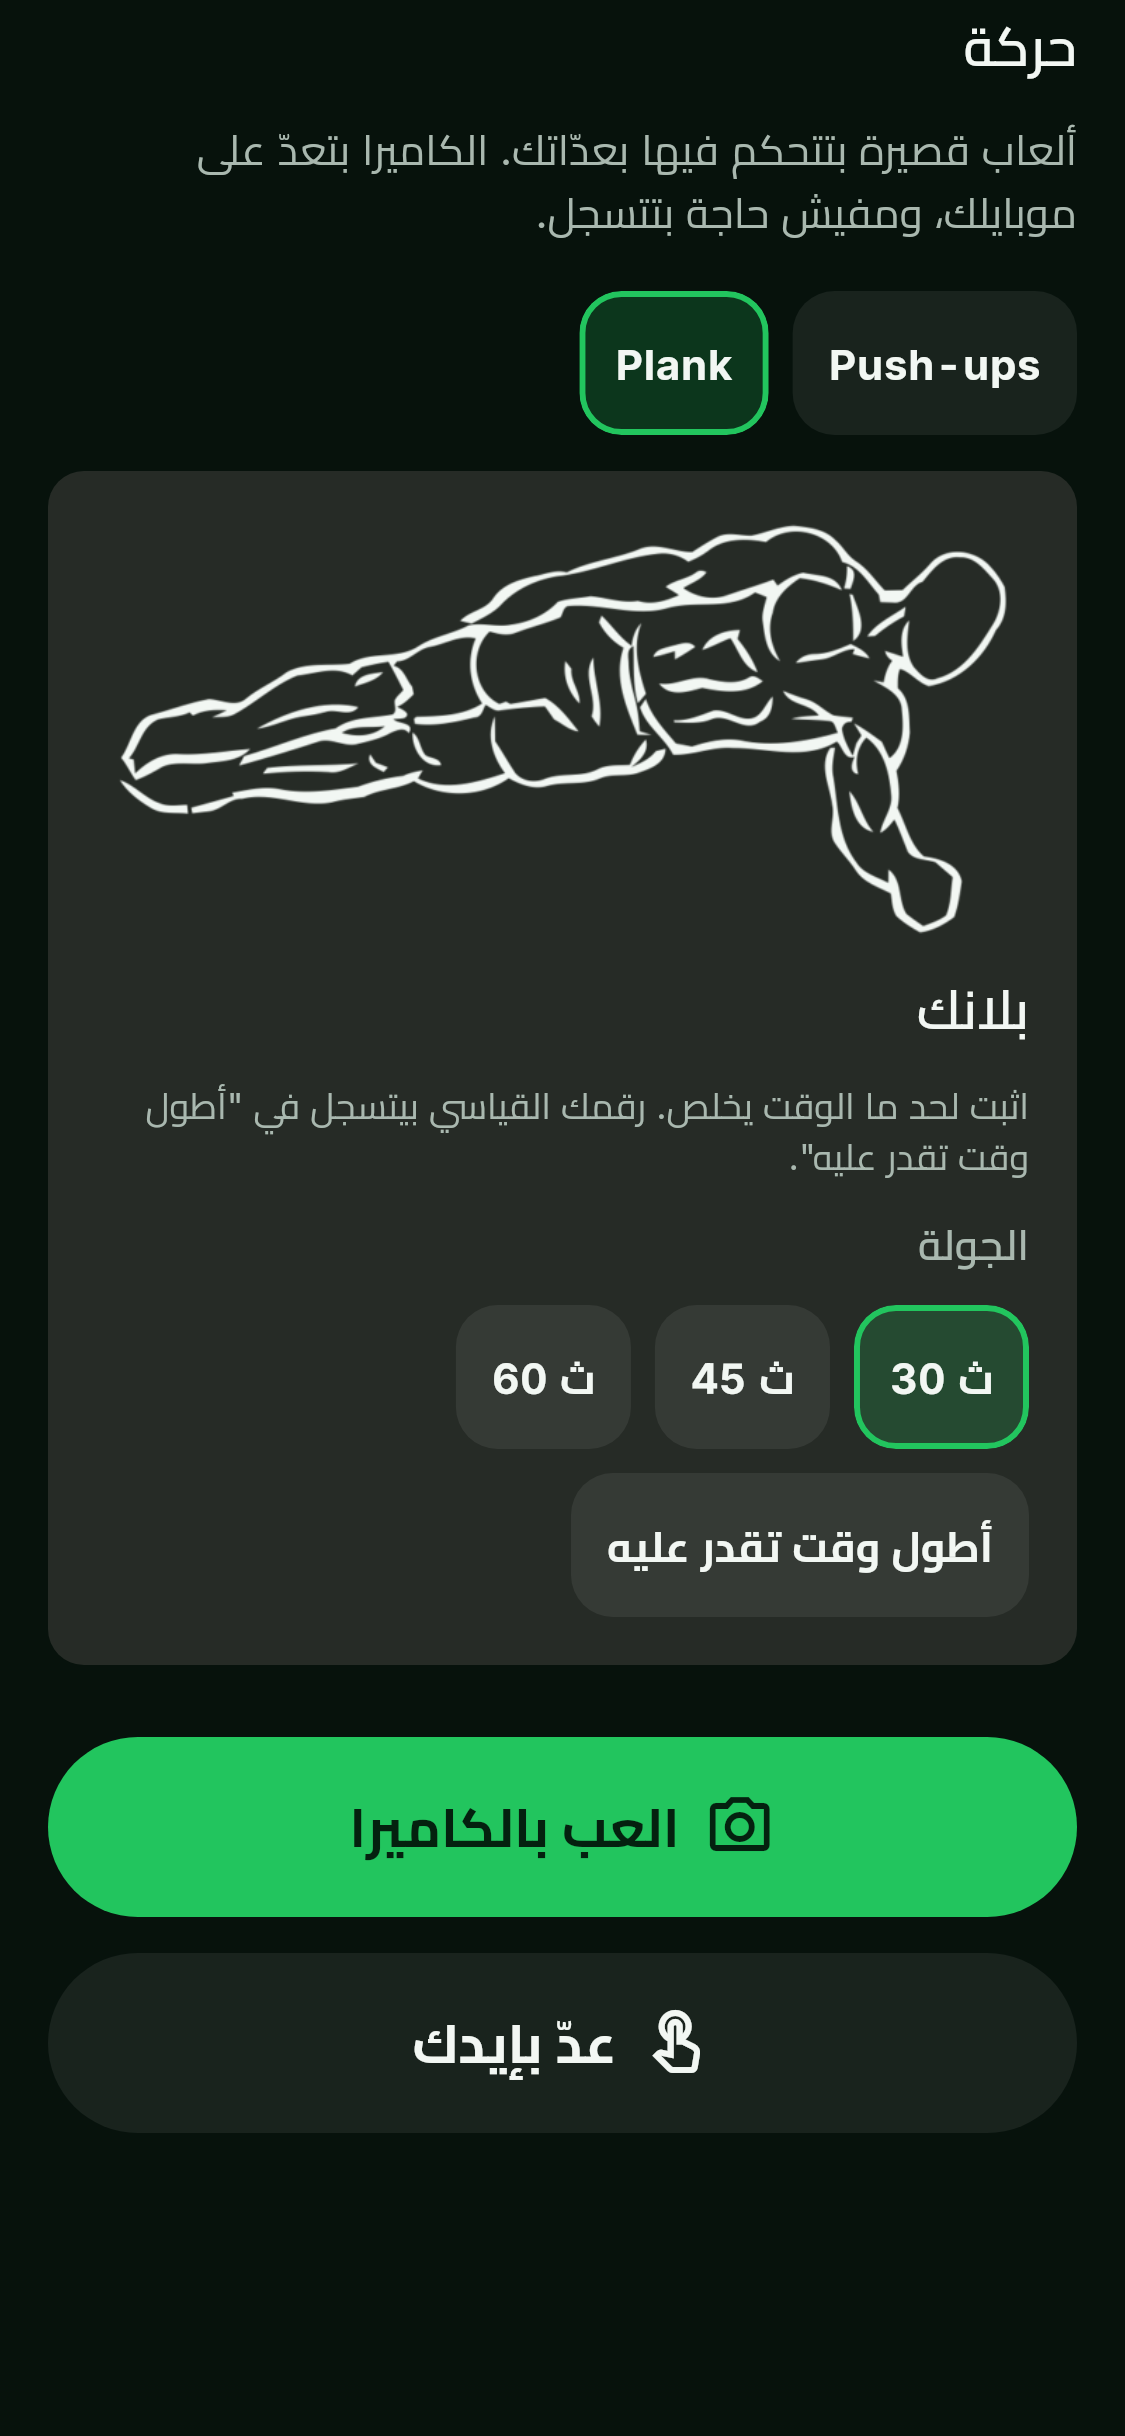 حركة
ألعاب قصيرة بتتحكم فيها بعدّاتك. الكاميرا بتعدّ على
موبايلك، ومفيش حاجة بتتسجل.
Push-ups
Plank
بلانك
اثبت لحد ما الوقت يخلص. رقمك القياسي بيتسجل في "أطول
وقت تقدر عليه".
الجولة
30 ث
45 ث
60 ث
أطول وقت تقدر عليه
العب بالكاميرا
عدّ بإيدك